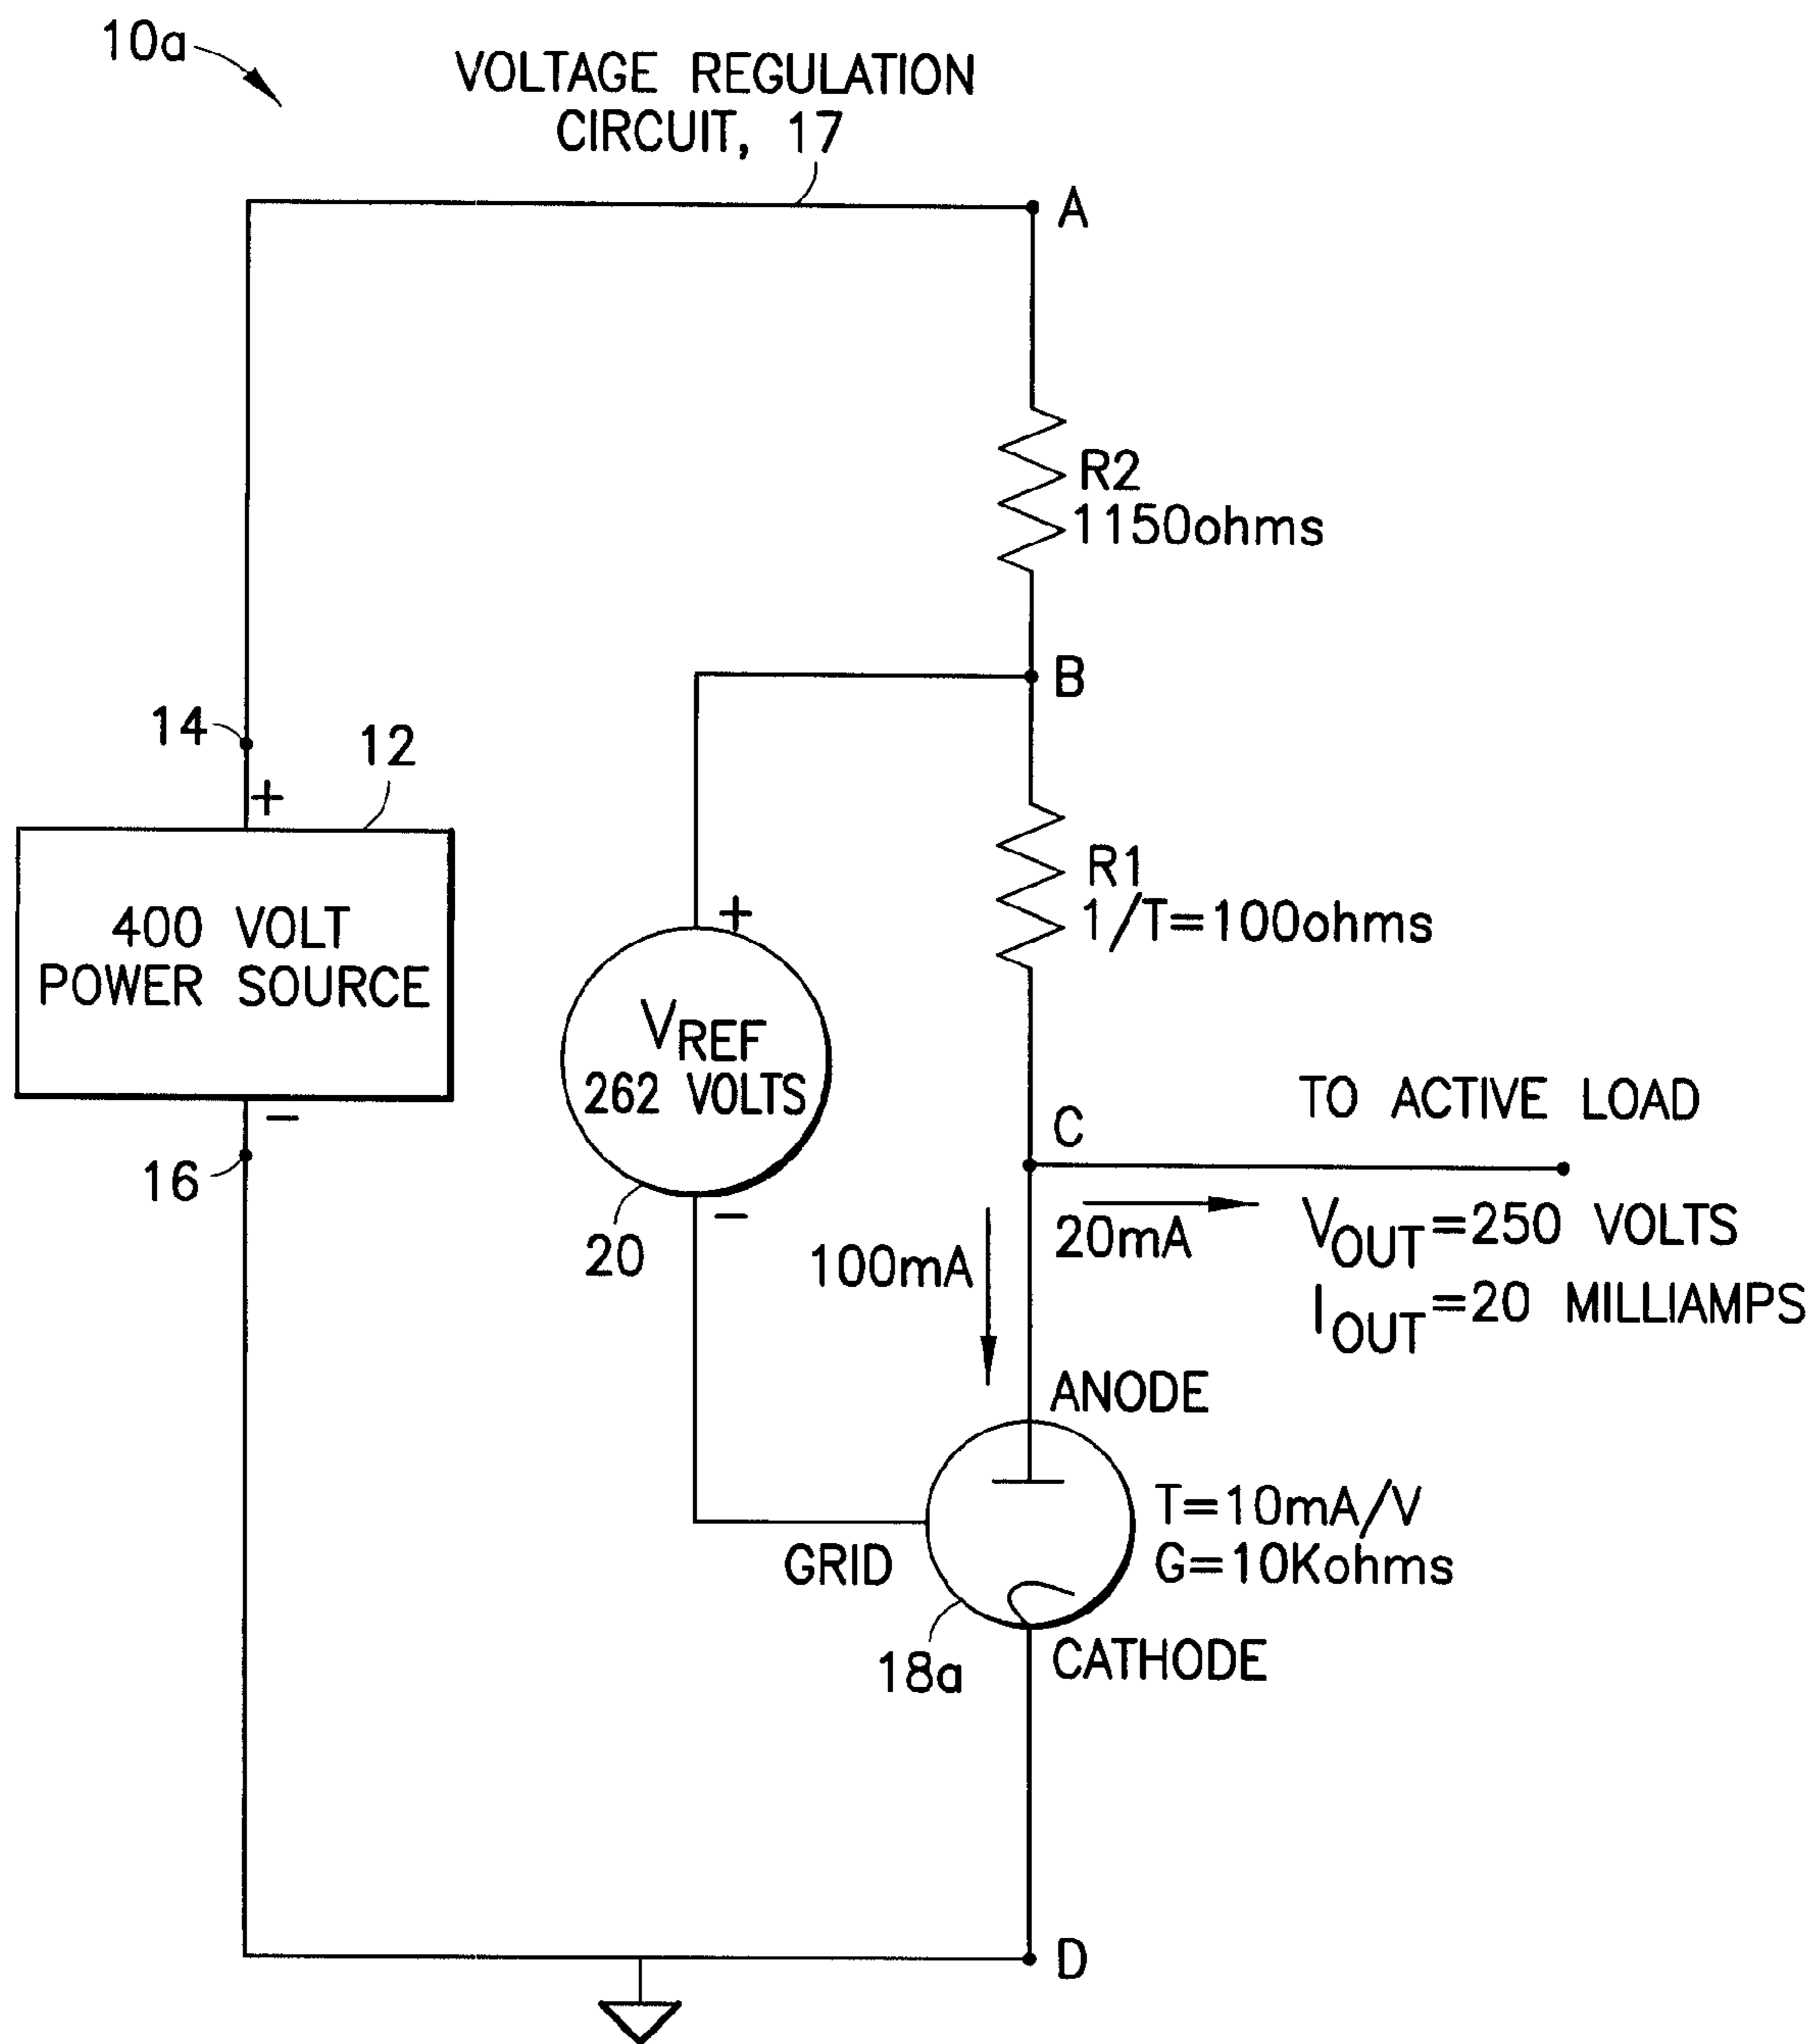 10a
VOLTAGE REGULATION
CIRCUIT, 17
A
R2
1150ohms
B
14
12
+
R1
1/T=100ohms
400 VOLT
POWER SOURCE
+
VREF
262 VOLTS
−
16
TO ACTIVE LOAD
C
−
20
100mA
20mA
VOUT=250 VOLTS
IOUT=20 MILLIAMPS
ANODE
T=10mA/V
G=10Kohms
GRID
18a
CATHODE
D